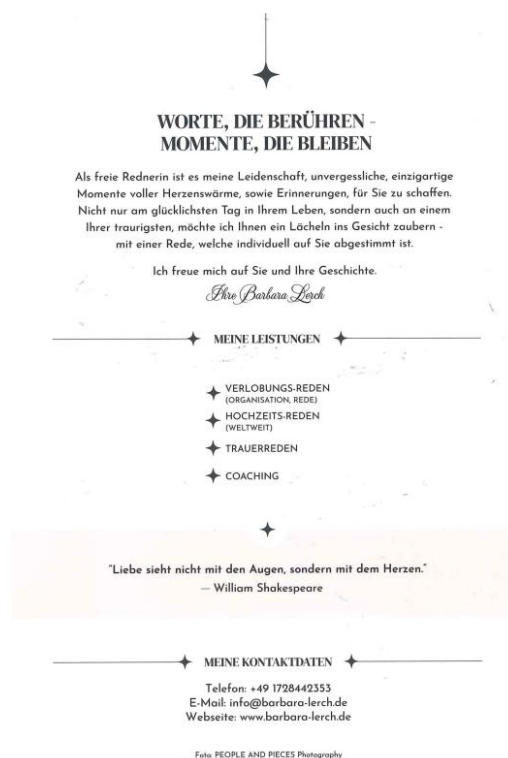 WORTE, DIE BERÜHREN -
MOMENTE, DIE BLEIBEN
Als freie Rednerin ist es meine Leidenschaft, unvergessliche, einzigartige
Momente voller Herzenswärme, sowie Erinnerungen, für Sie zu schaffen.
Nicht nur am glücklichsten Tag in Ihrem Leben, sondern auch an einem
Ihrer traurigsten, möchte ich Ihnen ein Lächeln ins Gesicht zaubern -
mit einer Rede, welche individuell auf Sie abgestimmt ist.
Ich freue mich auf Sie und Ihre Geschichte.
Ihre Barbara Lerch
MEINE LEISTUNGEN
VERLOBUNGS-REDEN
(ORGANISATION, REDE)
HOCHZEITS-REDEN
(WELTWEIT)
TRAUERREDEN
COACHING
"Liebe sieht nicht mit den Augen, sondern mit dem Herzen."
— William Shakespeare
MEINE KONTAKTDATEN
Telefon: +49 1728442353
E-Mail: info@barbara-lerch.de
Webseite: www.barbara-lerch.de
Foto: PEOPLE AND PIECES Photography